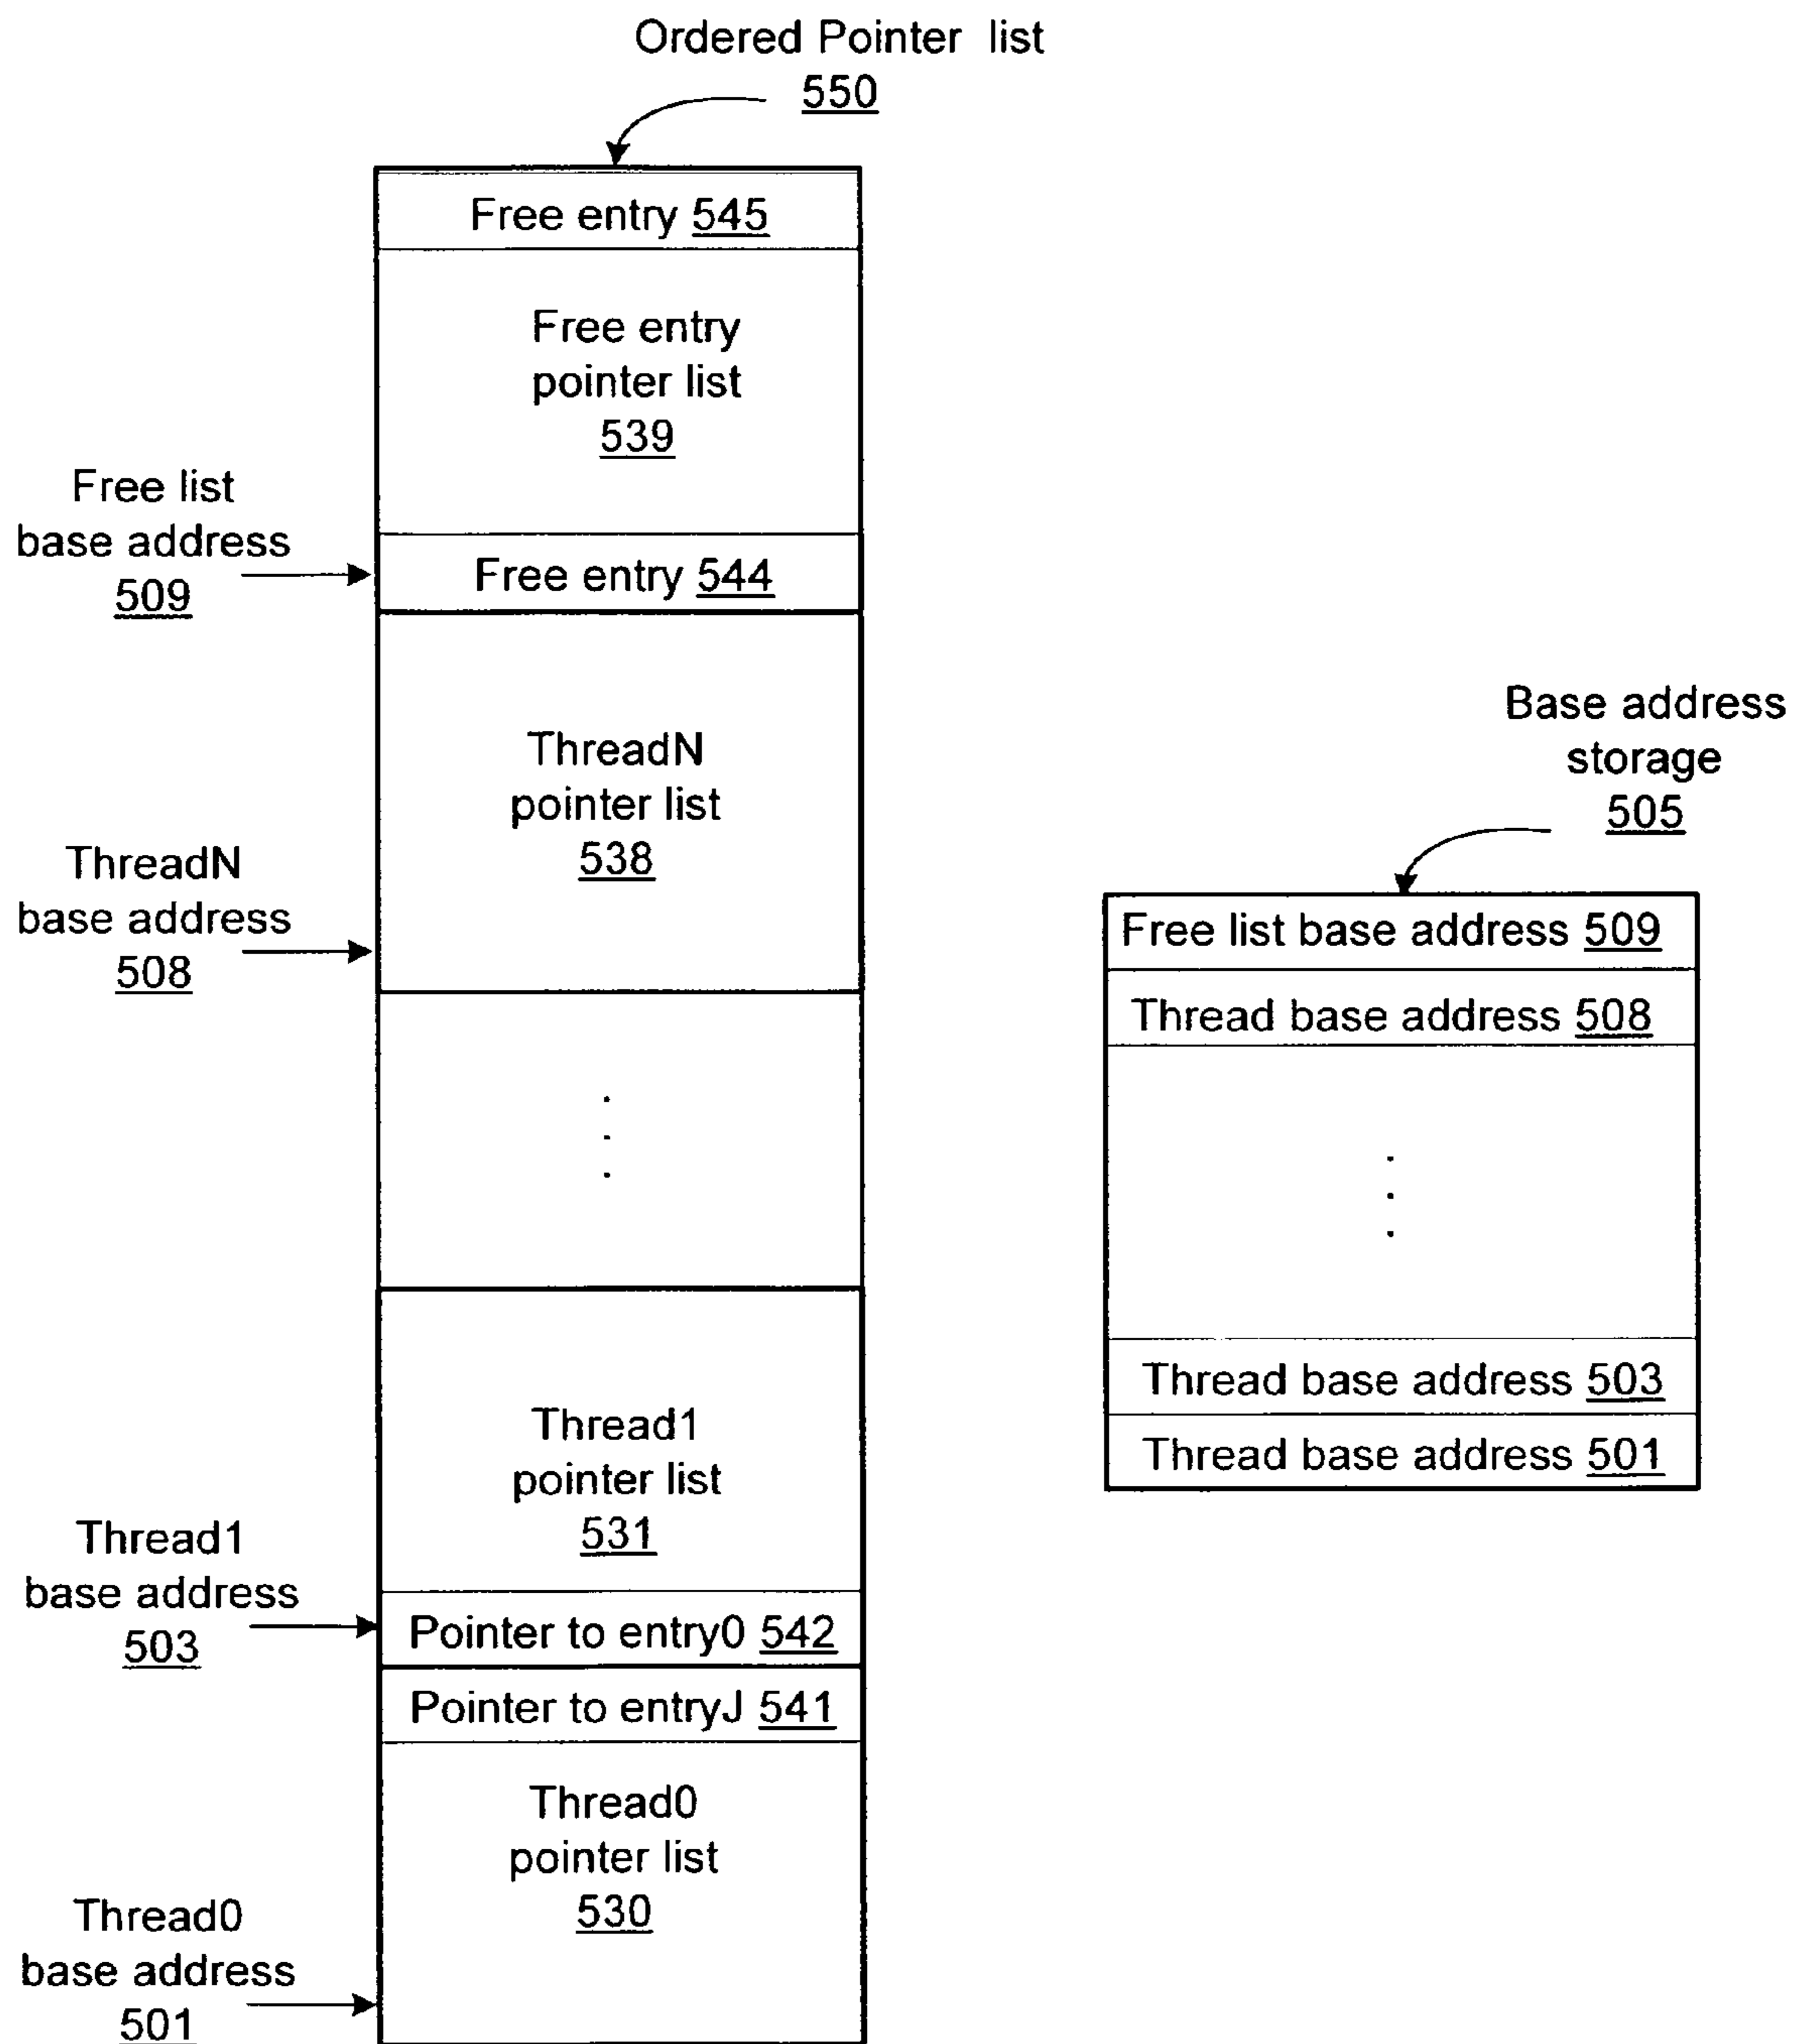 Ordered Pointer list
550
Free entry 545
Free entry
pointer list
539
Free list
base address
509
Free entry 544
ThreadN
pointer list
538
ThreadN
base address
508
Base address
storage
505
Free list base address 509
Thread base address 508
.
.
.
.
.
.
Thread base address 503
Thread base address 501
Thread1
pointer list
531
Thread1
base address
503
Pointer to entry0 542
Pointer to entryJ 541
Thread0
pointer list
530
Thread0
base address
501